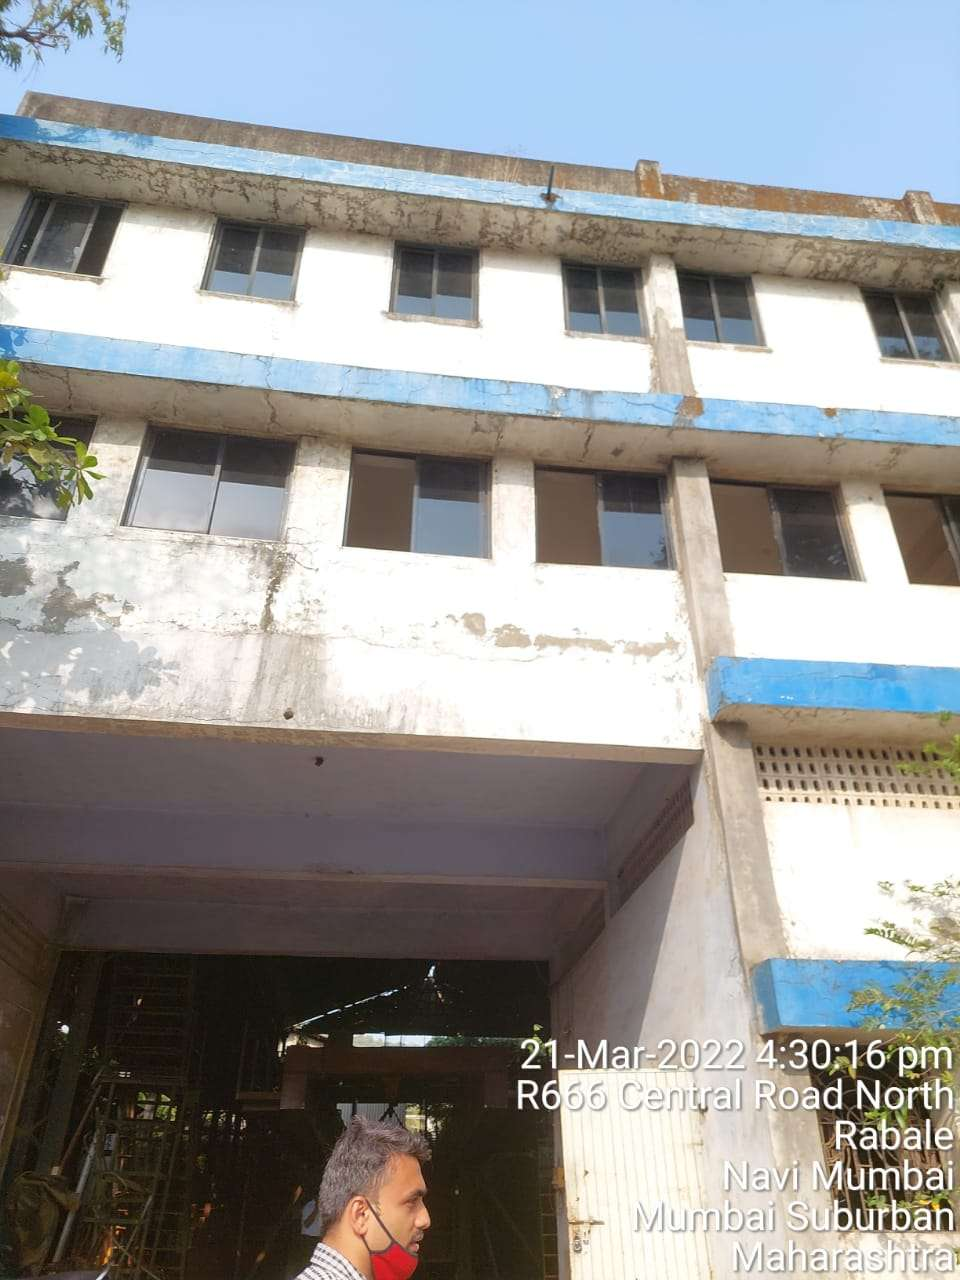 21-Mar-2022 4:30:16 pm
R666 Central Road North
Rabale
Navi Mumbai
Mumbai Suburban
Maharashtra